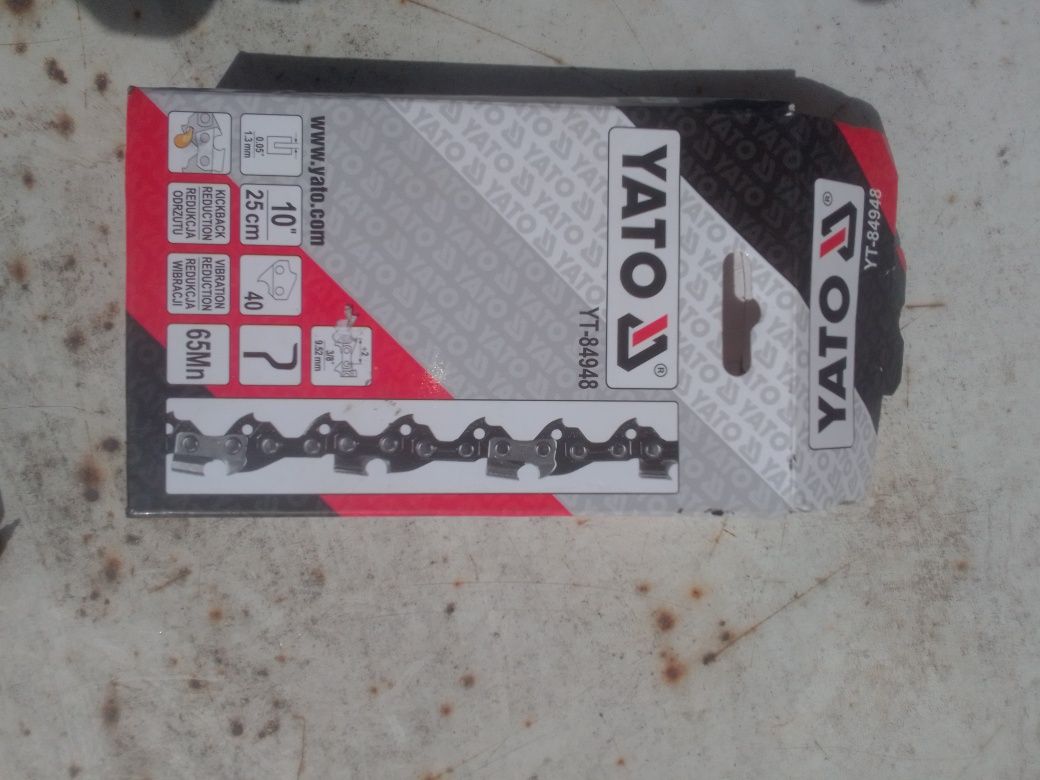 YT-84948
YATO ®
YATO ®
YT-84948
www.yato.com
0.05"
1.3 mm
10"
25 cm
40
÷2
3/8"
9.52 mm
KICKBACK
REDUCTION
REDUKCJA
ODRZUTU
VIBRATION
REDUCTION
REDUKCJA
WIBRACJI
65Mn